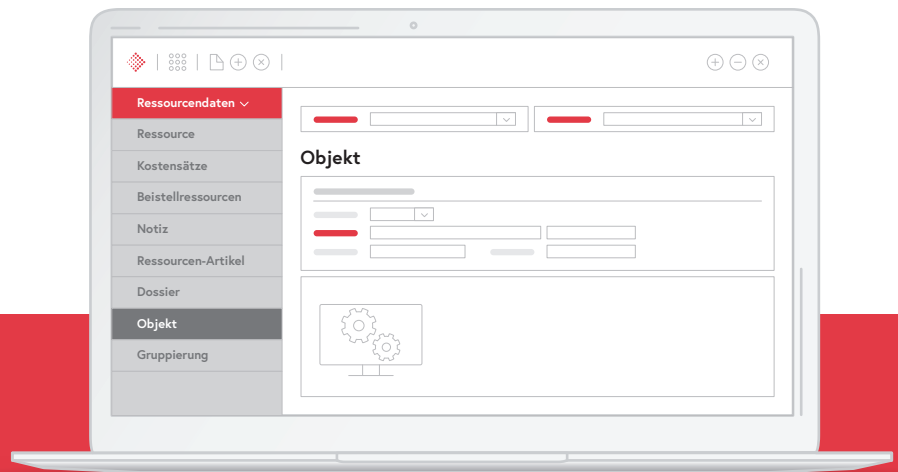 Ressourcendaten
Ressource
Kostensätze
Beistellressourcen
Notiz
Ressourcen-Artikel
Dossier
Objekt
Gruppierung
Objekt